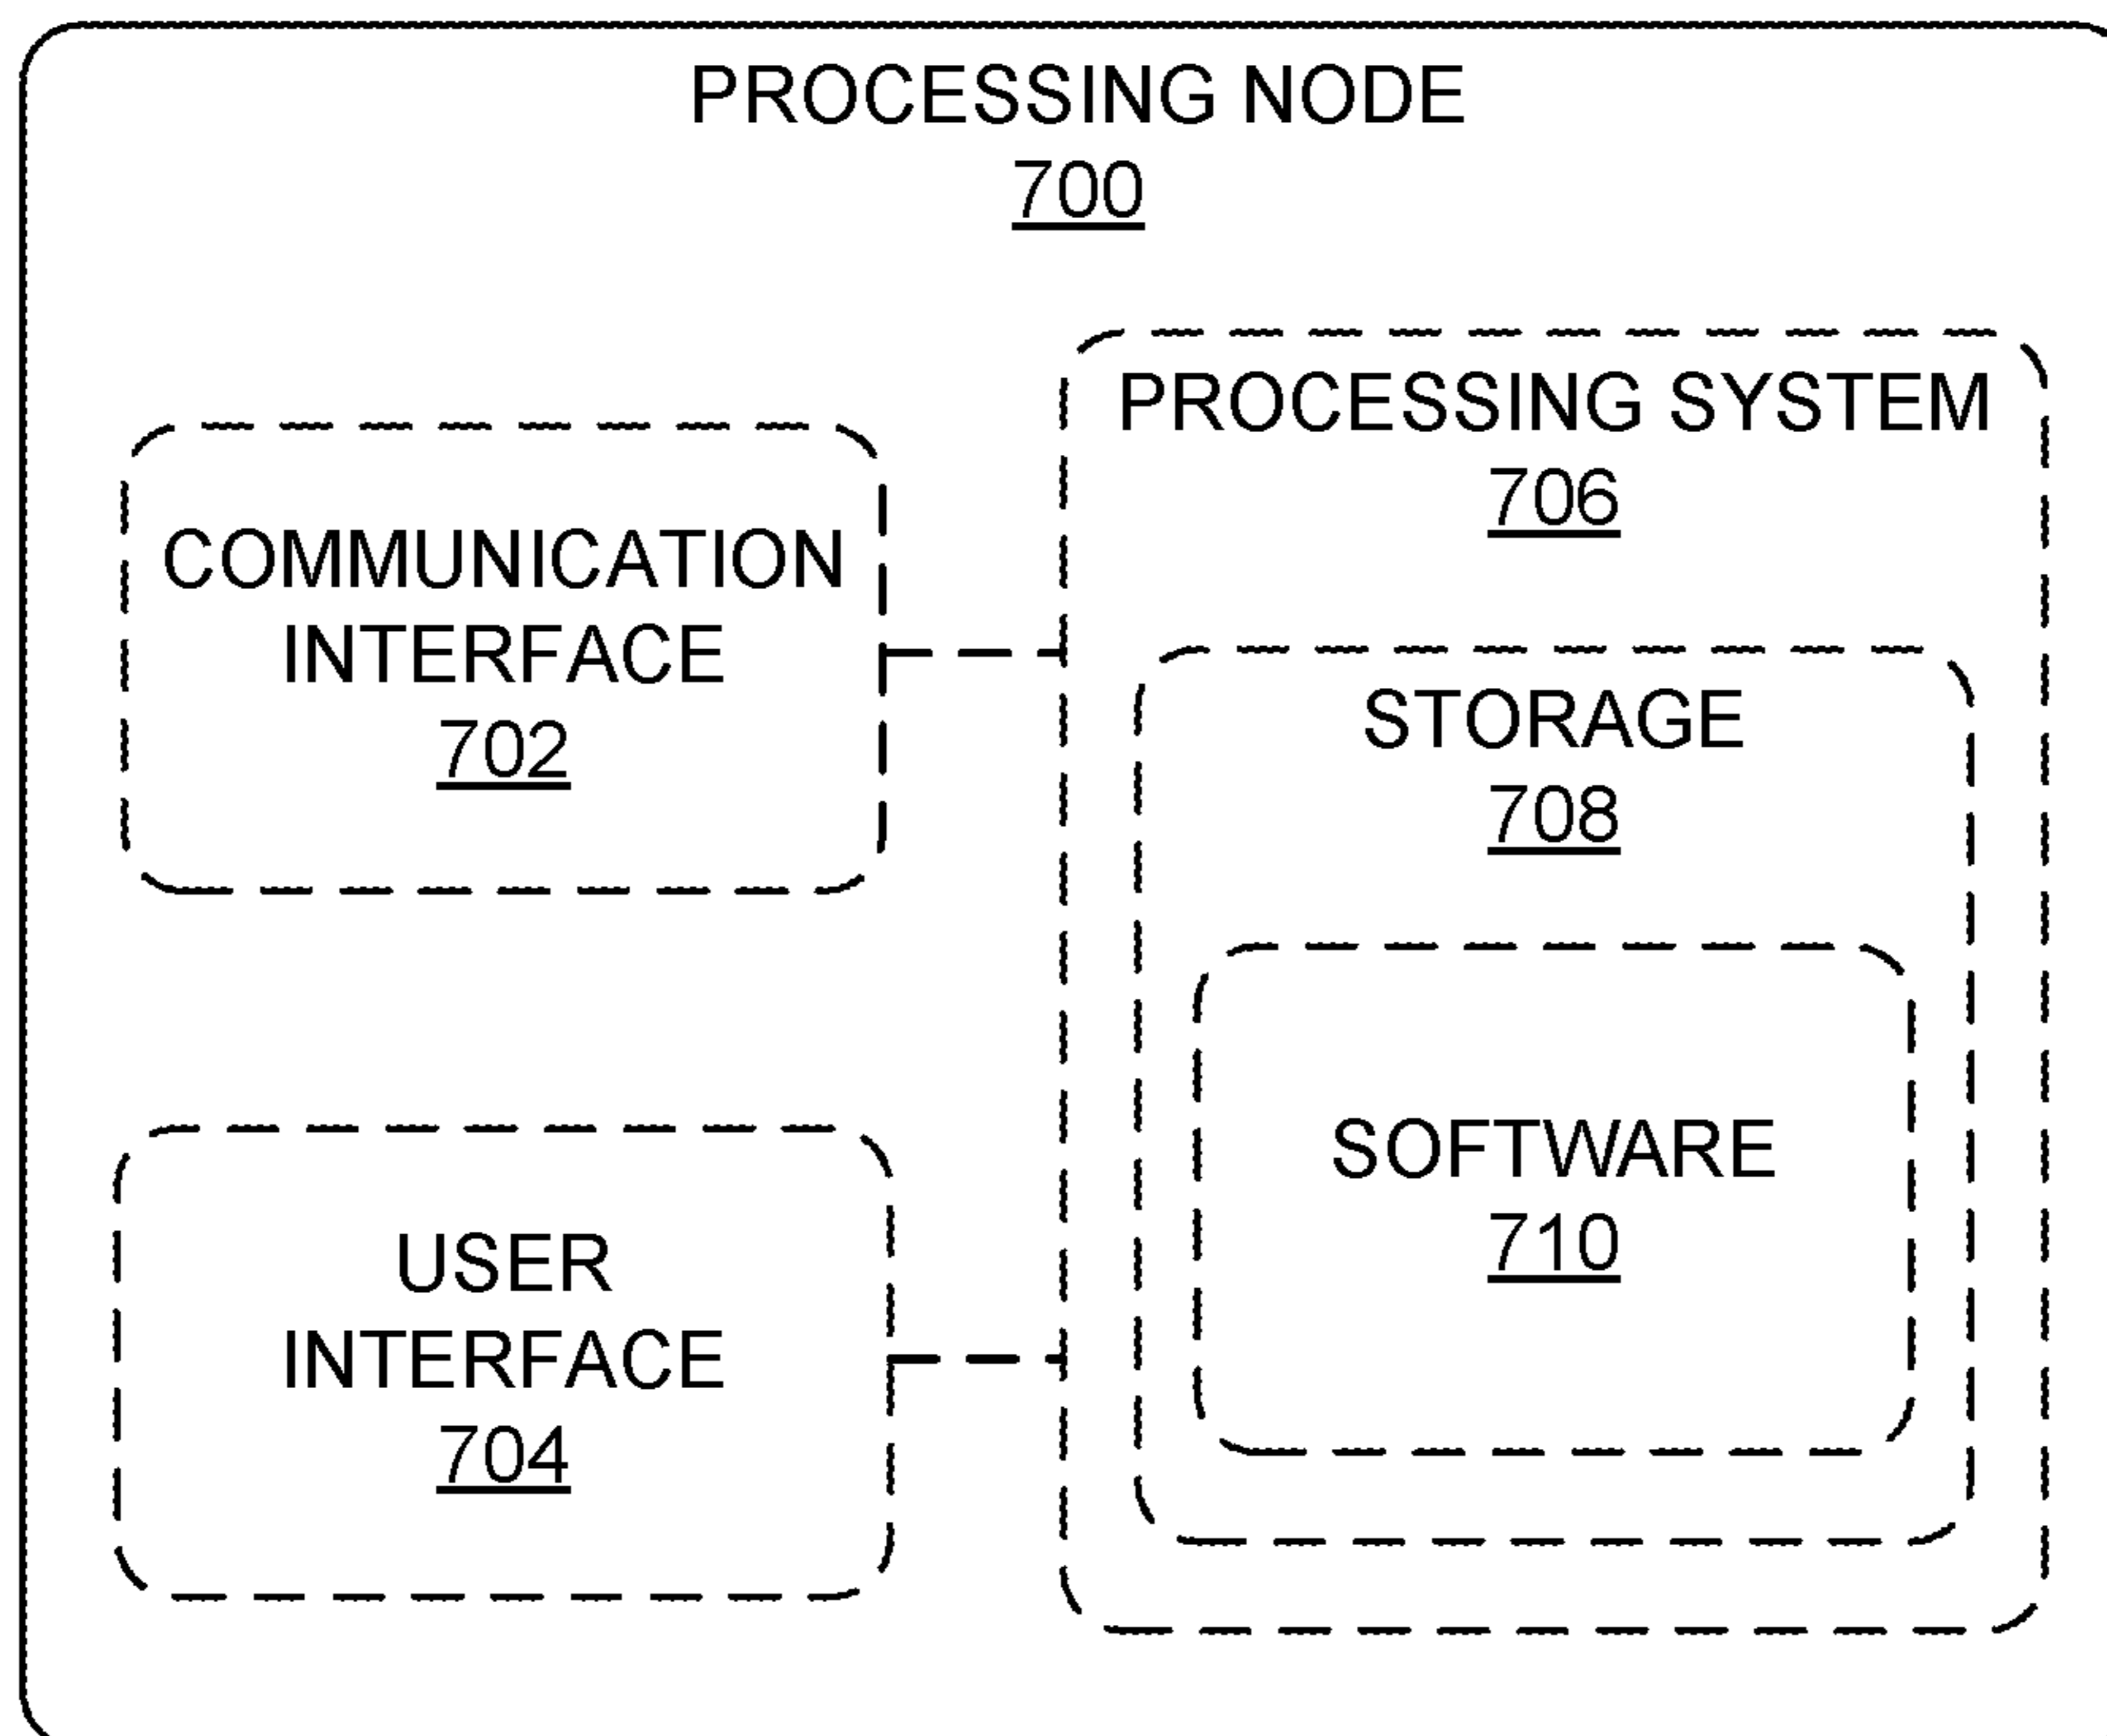 PROCESSING NODE
700
PROCESSING SYSTEM
706
COMMUNICATION
INTERFACE
702
STORAGE
708
SOFTWARE
710
USER
INTERFACE
704